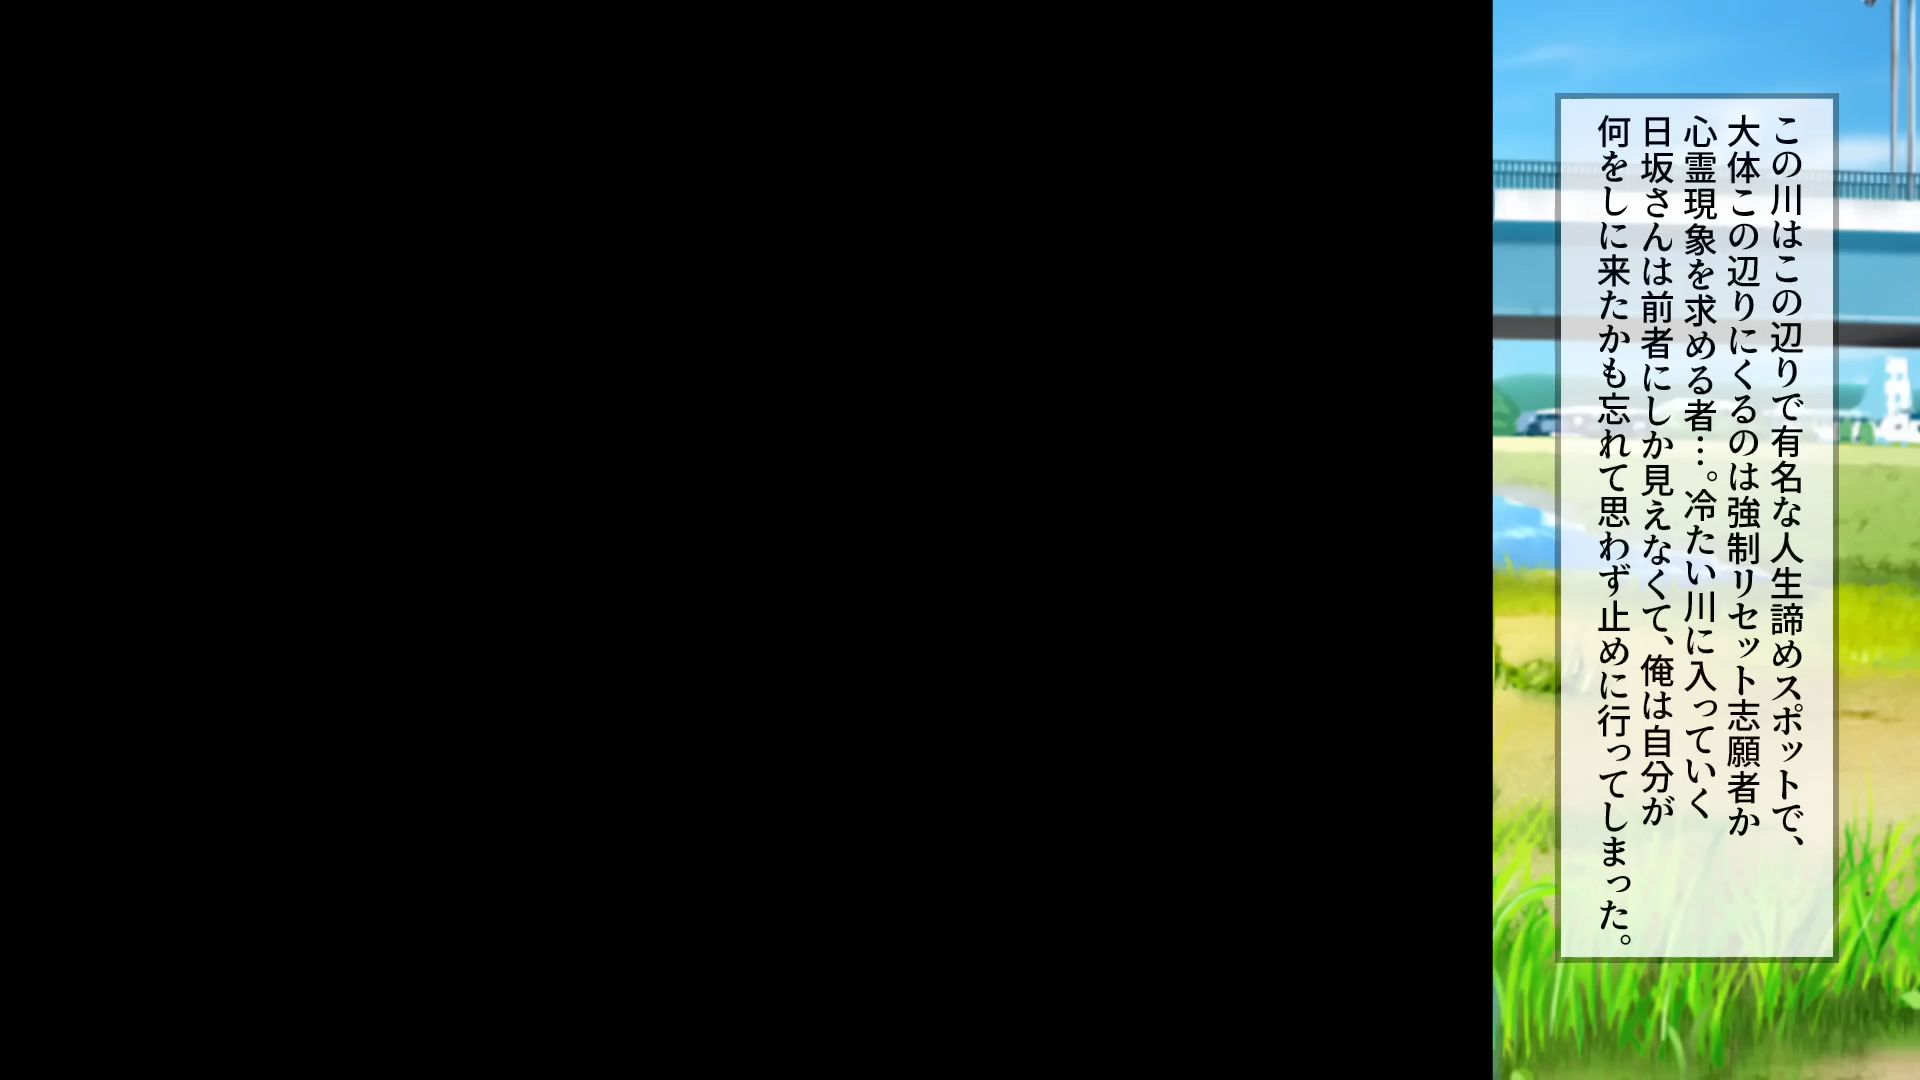 この川はこの辺りで有名な人生諦めスポットで、
大体この辺りにくるのは強制リセット志願者か
心霊現象を求める者…。冷たい川に入っていく
日坂さんは前者にしか見えなくて、俺は自分が
何をしに来たかも忘れて思わず止めに行ってしまった。